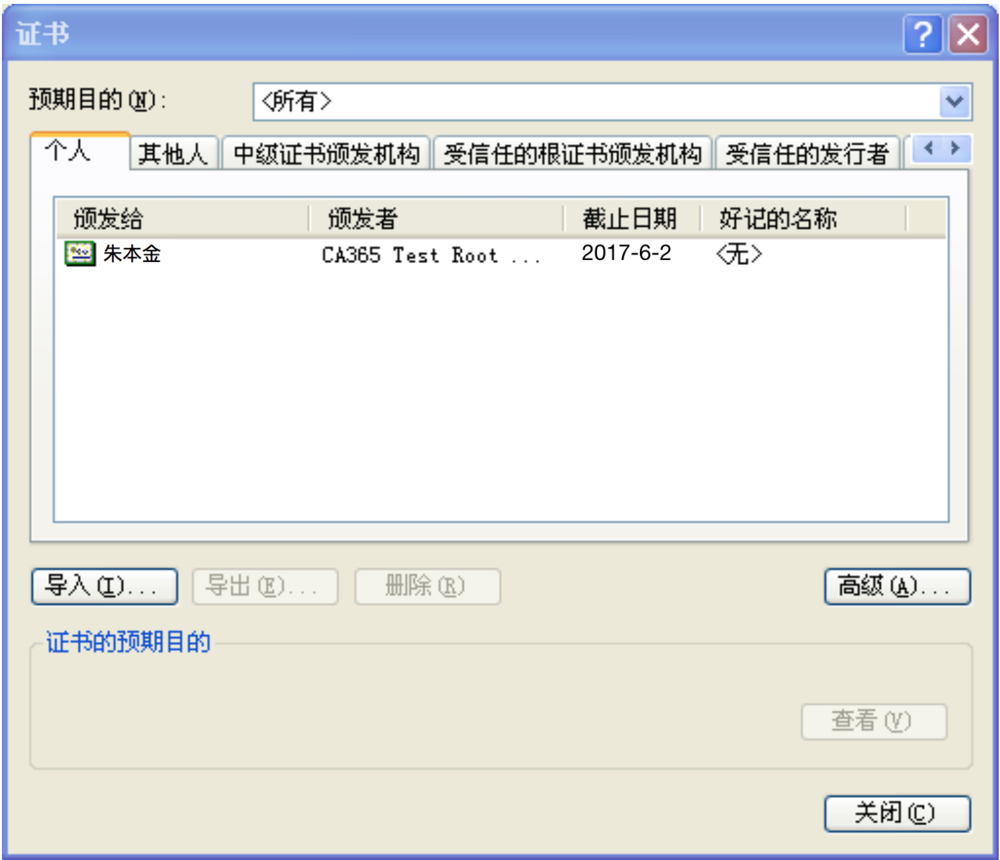 证书
预期目的(N): <所有>
个人 其他人 中级证书颁发机构 受信任的根证书颁发机构 受信任的发行者
颁发给 颁发者 截止日期 好记的名称
朱本金 CA365 Test Root ... 2017-6-2 <无>
导入(I)... 导出(E)... 删除(R) 高级(A)...
证书的预期目的
查看(V)
关闭(C)